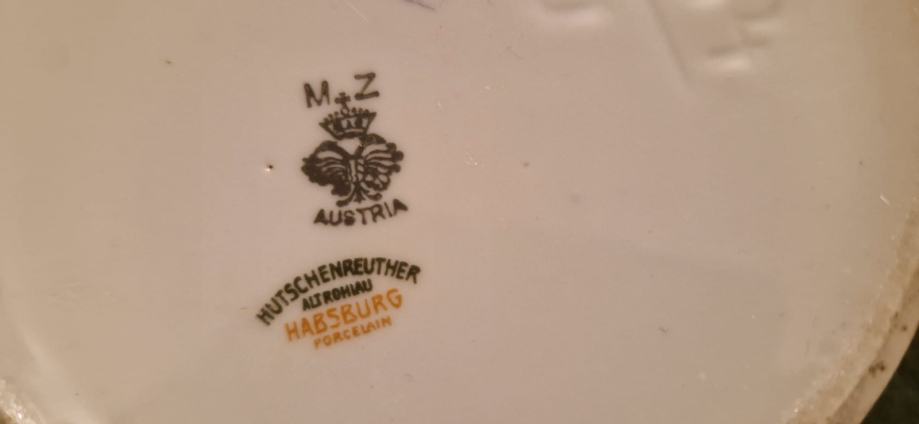 M Z
AUSTRIA
HUTSCHENREUTHER
ALTROHLAU
HABSBURG
PORCELAIN